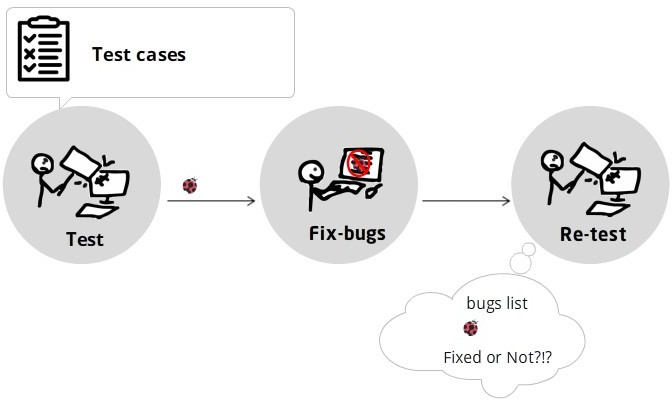 Test cases
Test
Fix-bugs
Re-test
bugs list
Fixed or Not?!?